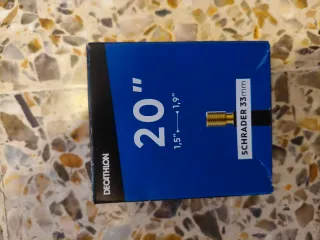 DECATHLON
20"
1,5" 1,9"
SCHRADER 33mm